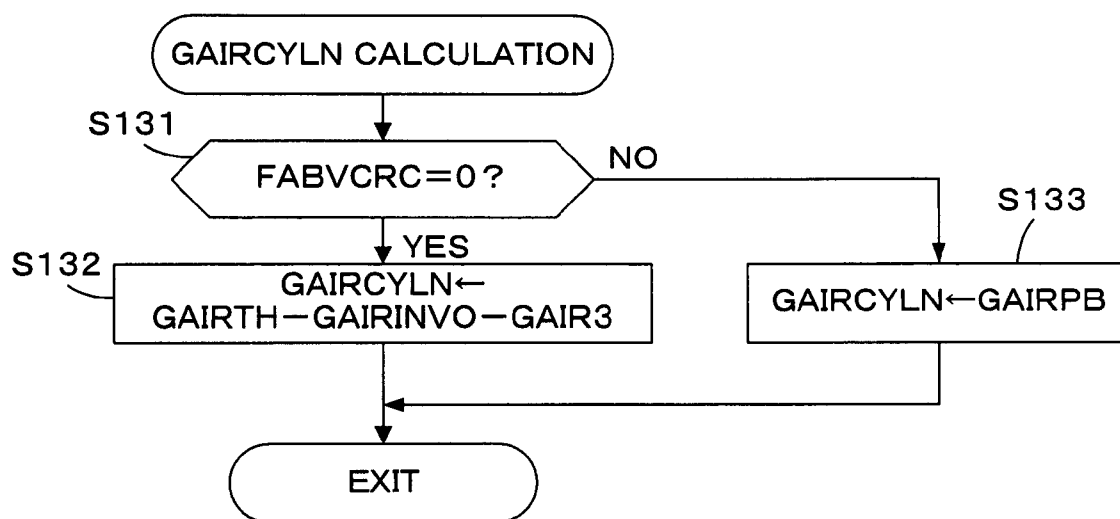 GAIRCYLN CALCULATION
S131
FABVCRC=0?
NO
YES
S132
GAIRCYLN←
GAIRTH-GAIRINVO-GAIR3
S133
GAIRCYLN←GAIRPB
EXIT